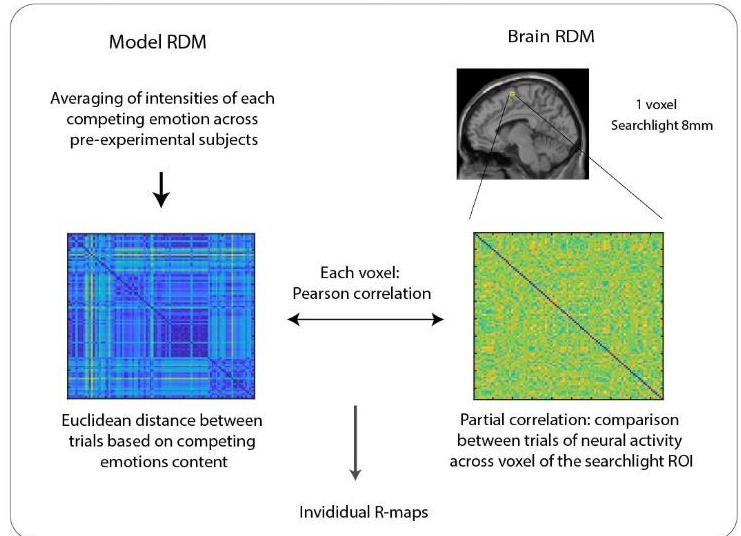 Model RDM
Averaging of intensities of each
competing emotion across
pre-experimental subjects
Euclidean distance between
trials based on competing
emotions content
Each voxel:
Pearson correlation
Invididual R-maps
Brain RDM
1 voxel
Searchlight 8mm
Partial correlation: comparison
between trials of neural activity
across voxel of the searchlight ROI